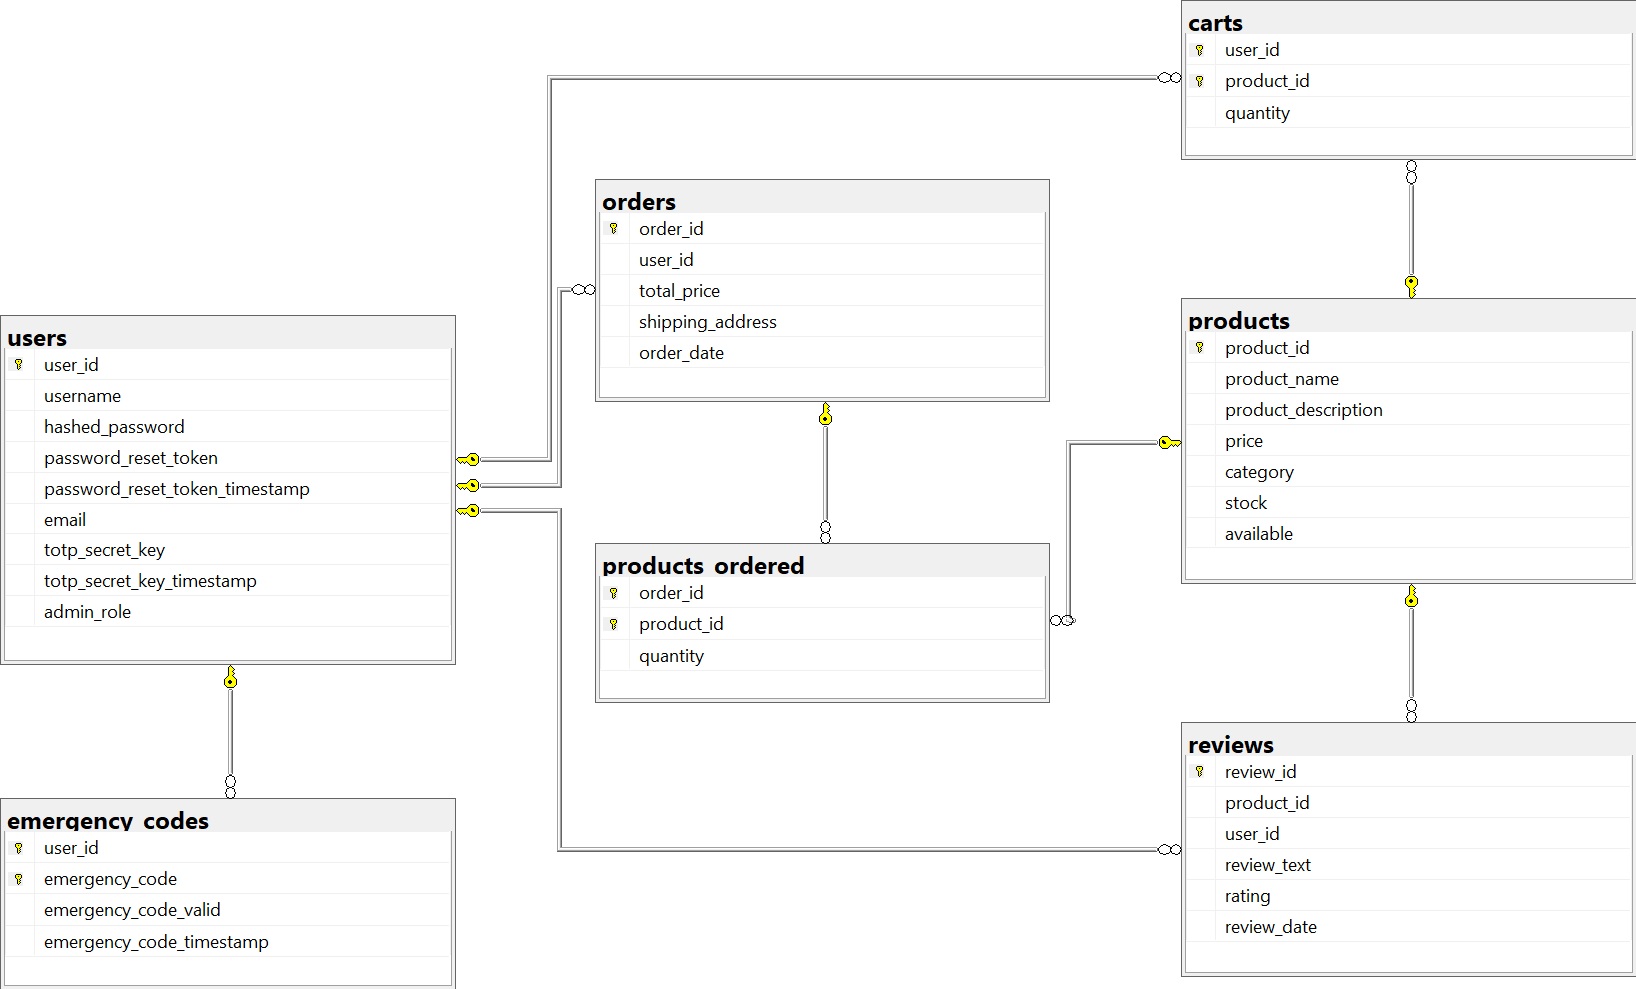 carts
user_id
product_id
quantity
orders
order_id
user_id
total_price
shipping_address
order_date
users
user_id
username
hashed_password
password_reset_token
password_reset_token_timestamp
email
totp_secret_key
totp_secret_key_timestamp
admin_role
products
product_id
product_name
product_description
price
category
stock
available
products_ordered
order_id
product_id
quantity
emergency_codes
user_id
emergency_code
emergency_code_valid
emergency_code_timestamp
reviews
review_id
product_id
user_id
review_text
rating
review_date